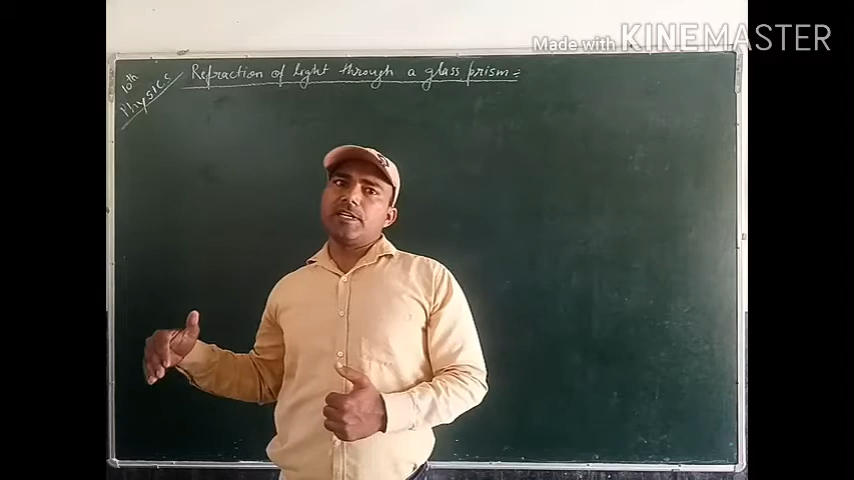 Made with KINEMASTER
10th
Physics
Refraction of light through a glass prism :